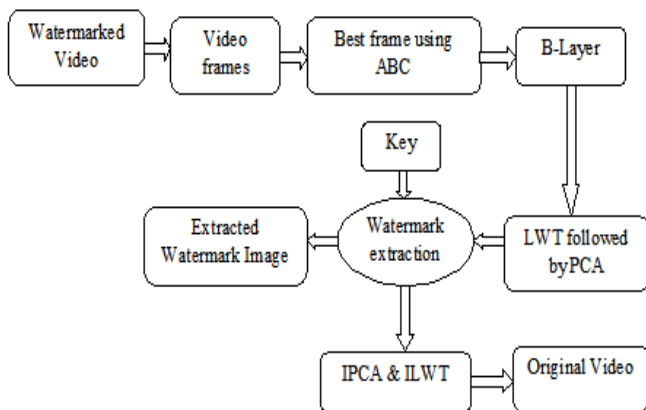 Watermarked
Video
Video
frames
Best frame using
ABC
B-Layer
Key
Extracted
Watermark Image
Watermark
extraction
LWT followed
byPCA
IPCA & ILWT
Original Video